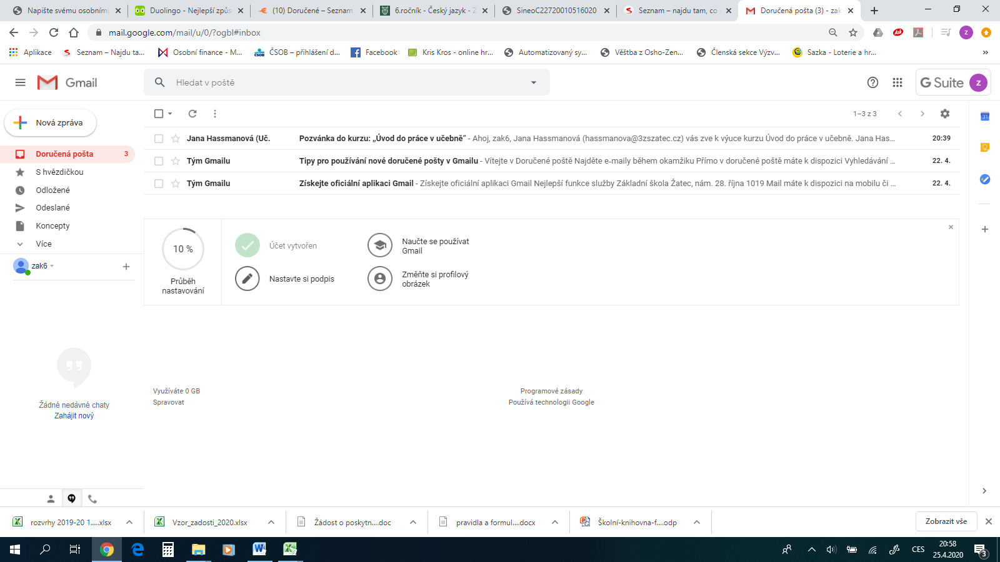 Napište svému osobnímu
Duolingo - Nejlepší způs
(10) Doručené – Seznam
6.ročník - Český jazyk - Z
SineoC22720010516020
Seznam – najdu tam, co
Doručená pošta (3) - zak
mail.google.com/mail/u/0/?ogbl#inbox
Ask
z
Aplikace
Seznam – Najdu ta...
Osobní finance - M...
ČSOB – přihlášení d...
Facebook
Kris Kros - online hr...
Automatizovaný sy...
Věštba z Osho-Zen...
Členská sekce Výzv...
Sazka - Loterie a hr...
»
Gmail
Hledat v poště
G Suite
z
Nová zpráva
1–3 z 3
31
Jana Hassmanová (Uč.
Pozvánka do kurzu: „Úvod do práce v učebně“ - Ahoj, zak6, Jana Hassmanová (hassmanova@3zszatec.cz) vás zve k výuce kurzu Úvod do práce v učebně. Jana Has...
20:39
Doručená pošta
3
Tým Gmailu
Tipy pro používání nové doručené pošty v Gmailu - Vítejte v Doručené poště Najděte e-maily během okamžiku Přímo v doručené poště máte k dispozici Vyhledávání ...
22. 4.
S hvězdičkou
Tým Gmailu
Získejte oficiální aplikaci Gmail - Získejte oficiální aplikaci Gmail Nejlepší funkce služby Základní škola Žatec, nám. 28. října 1019 Mail máte k dispozici na mobilu či ...
22. 4.
Odložené
Odeslané
Koncepty
Více
zak6
10 %
Průběh
nastavování
Účet vytvořen
Nastavte si podpis
Naučte se používat
Gmail
Změňte si profilový
obrázek
Žádné nedávné chaty
Zahájit nový
Využíváte 0 GB
Spravovat
Programové zásady
Používá technologii Google
rozvrhy 2019-20 1.....xlsx
Vzor_zadosti_2020.xlsx
Žádost o poskytn....doc
pravidla a formul....docx
Školní-knihovna-f....odp
Zobrazit vše
CES
20:58
25.4.2020
3